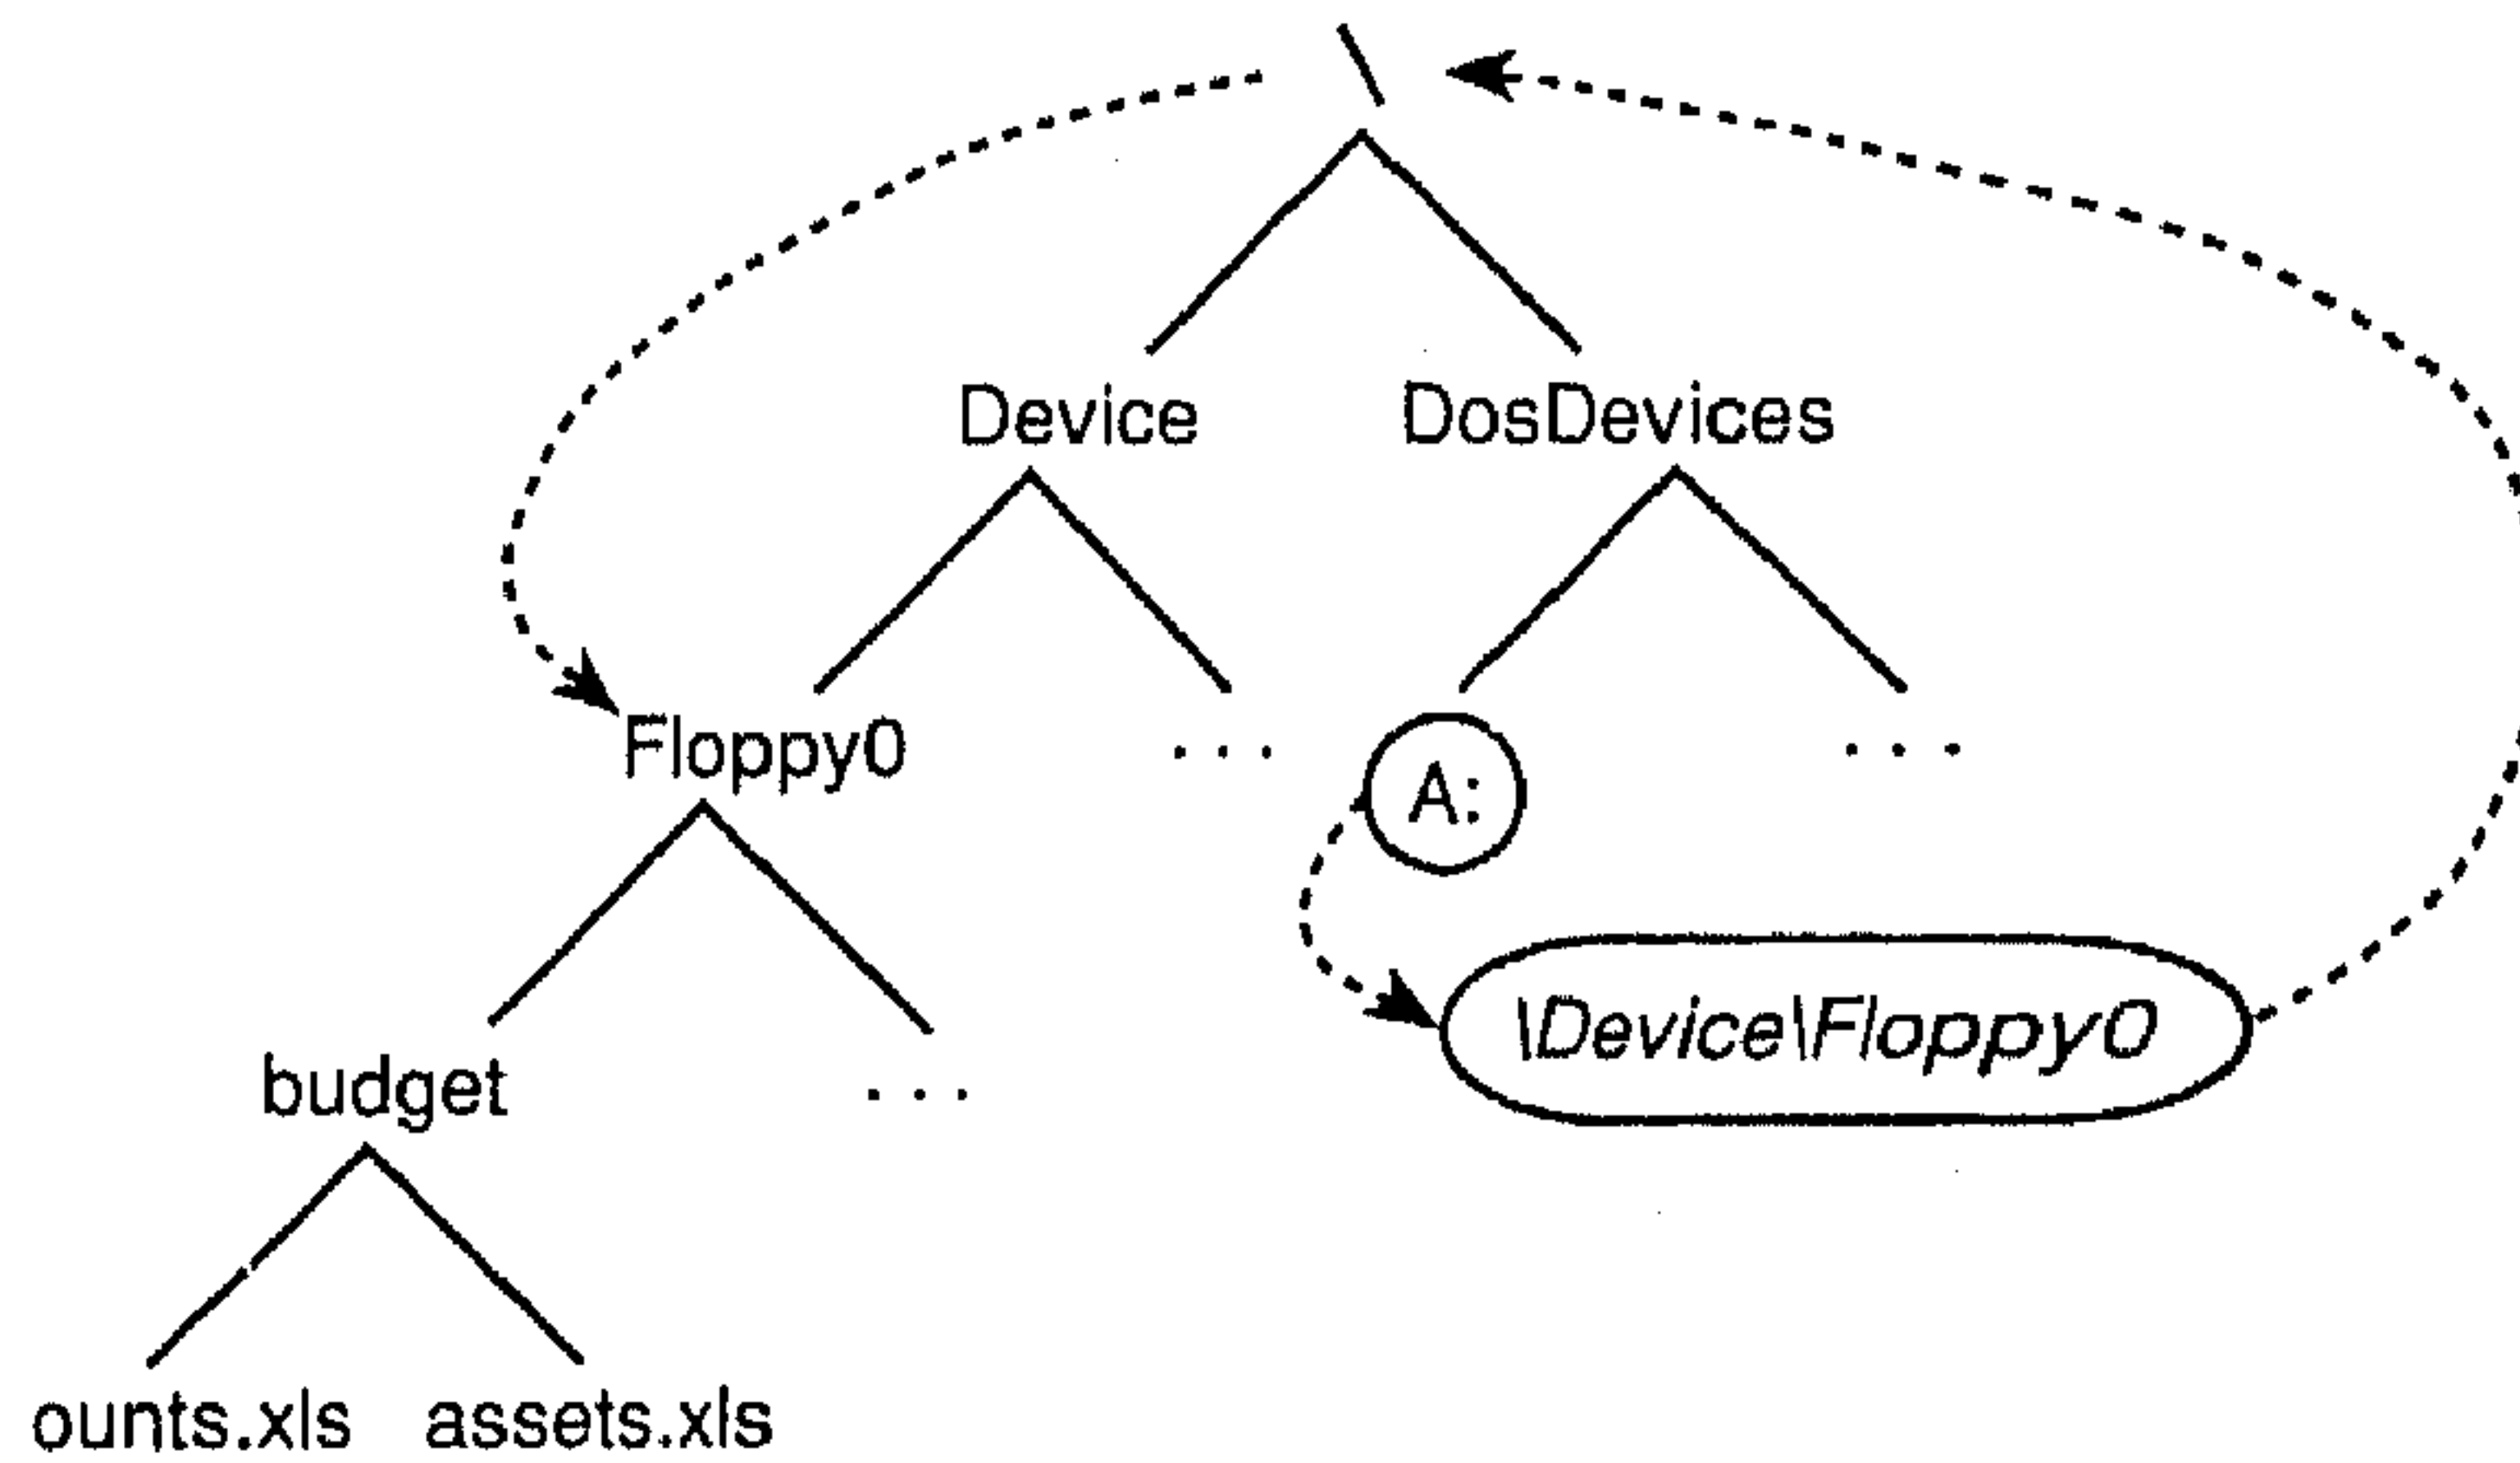 \
Device DosDevices
Floppy0 . . . A: . . .
\Device\Floppy0
budget . . .
ounts.xls assets.xls